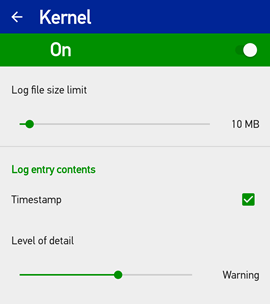 Kernel
On
Log file size limit
10 MB
Log entry contents
Timestamp
Level of detail
Warning